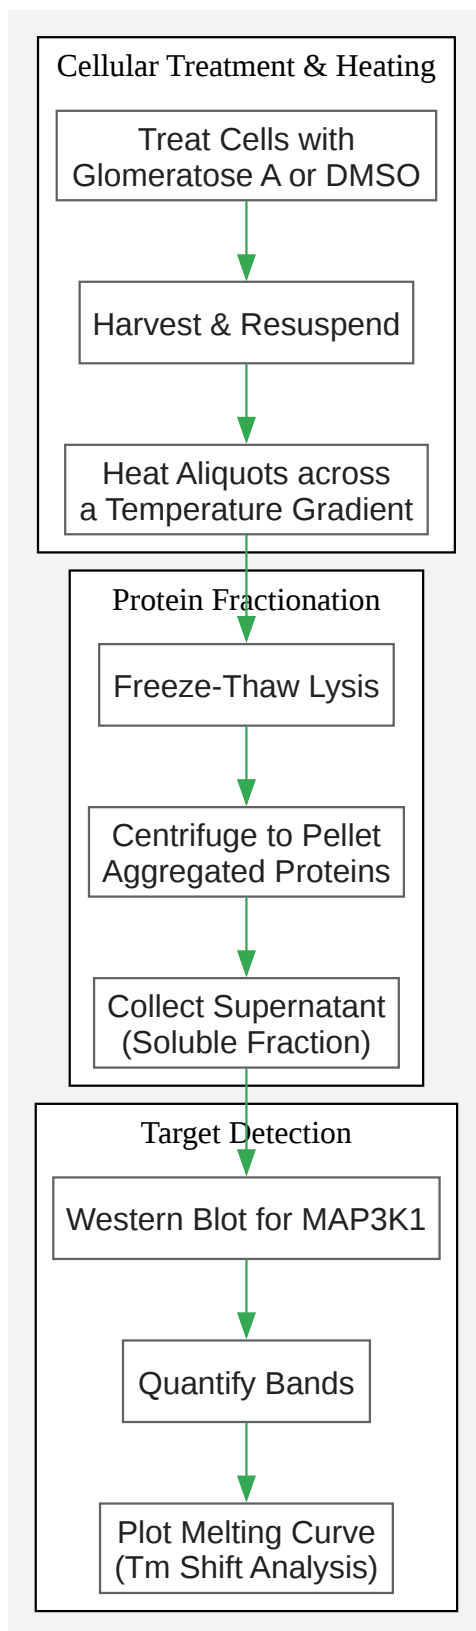 Cellular Treatment & Heating
Treat Cells with
Glomeratose A or DMSO
Harvest & Resuspend
Heat Aliquots across
a Temperature Gradient
Protein Fractionation
Freeze-Thaw Lysis
Centrifuge to Pellet
Aggregated Proteins
Collect Supernatant
(Soluble Fraction)
Target Detection
Western Blot for MAP3K1
Quantify Bands
Plot Melting Curve
(Tm Shift Analysis)